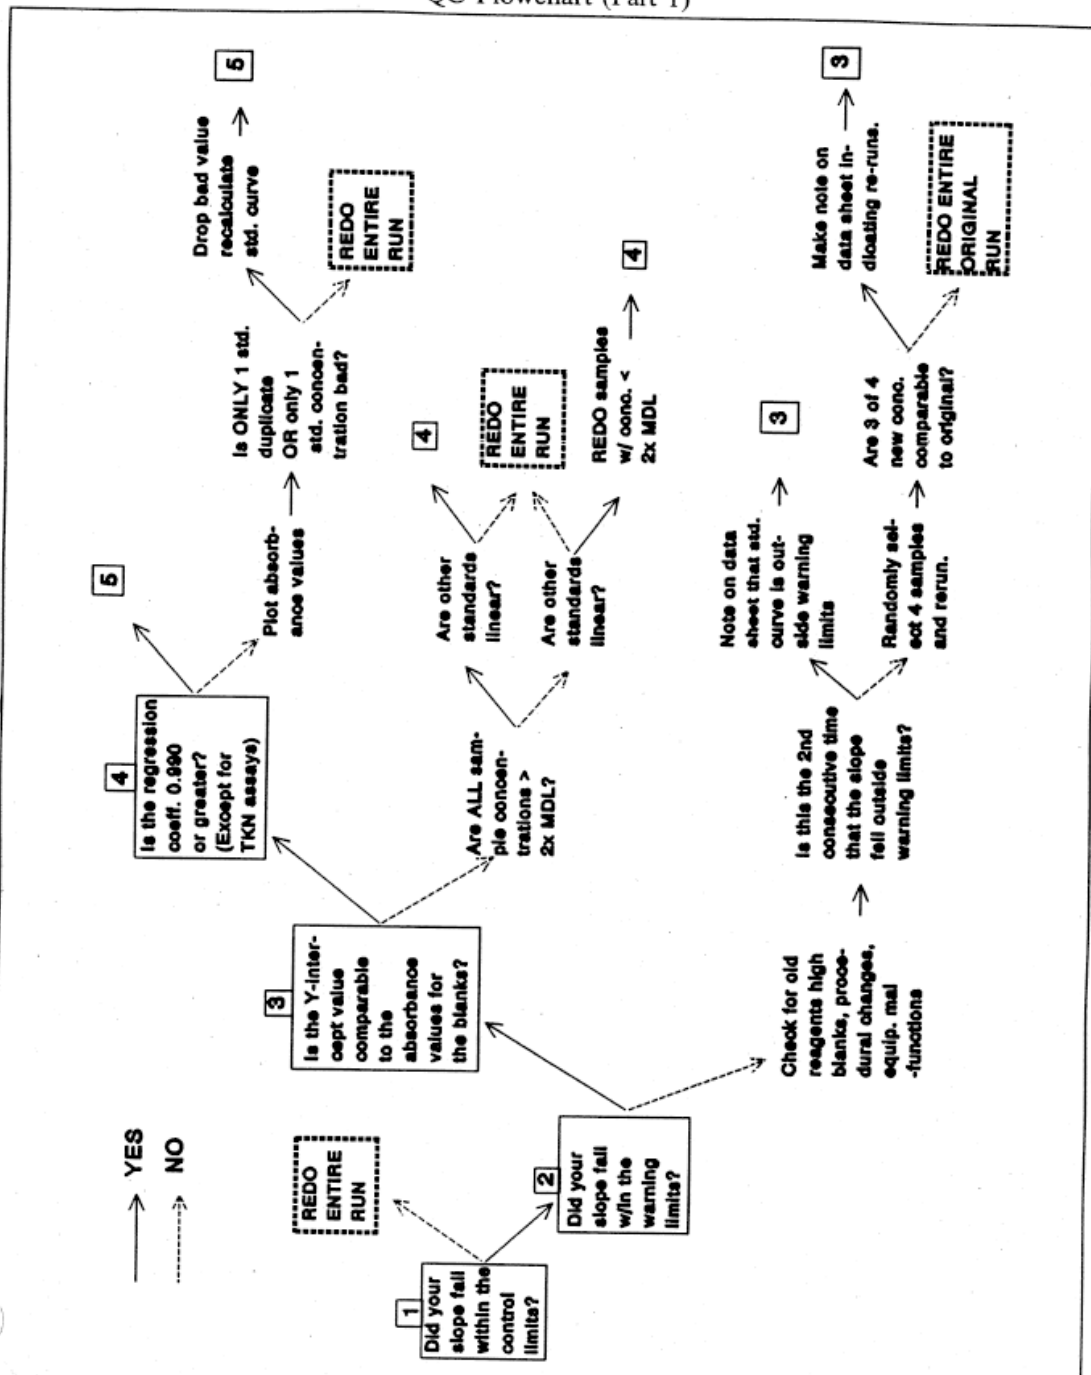 QC Flowchart (Part 1)
YES
NO
1
Did your
slope fall
within the
control
limits?
REDO
ENTIRE
RUN
2
Did your
slope fall
w/in the
warning
limits?
3
Is the Y-inter-
cept value
comparable
to the
absorbance
values for
the blanks?
Check for old
reagents high
blanks, proce-
dural changes,
equip. mal
-functions
4
Is the regression
coeff. 0.990
or greater?
(Except for
TKN assays)
Are ALL sam-
ple concen-
trations >
2x MDL?
Is this the 2nd
consecutive time
that the slope
fell outside
warning limits?
5
Plot absorb-
ance values
Are other
standards
linear?
Are other
standards
linear?
Note on data
sheet that std.
curve is out-
side warning
limits
Randomly sel-
ect 4 samples
and rerun.
Is ONLY 1 std.
duplicate
OR only 1
std. concen-
tration bad?
4
REDO
ENTIRE
RUN
REDO samples
w/ conc. <
2x MDL
4
3
Are 3 of 4
new conc.
comparable
to original?
Drop bad value
recalculate
std. curve
5
REDO
ENTIRE
RUN
Make note on
data sheet in-
dicating re-runs.
3
REDO ENTIRE
ORIGINAL
RUN